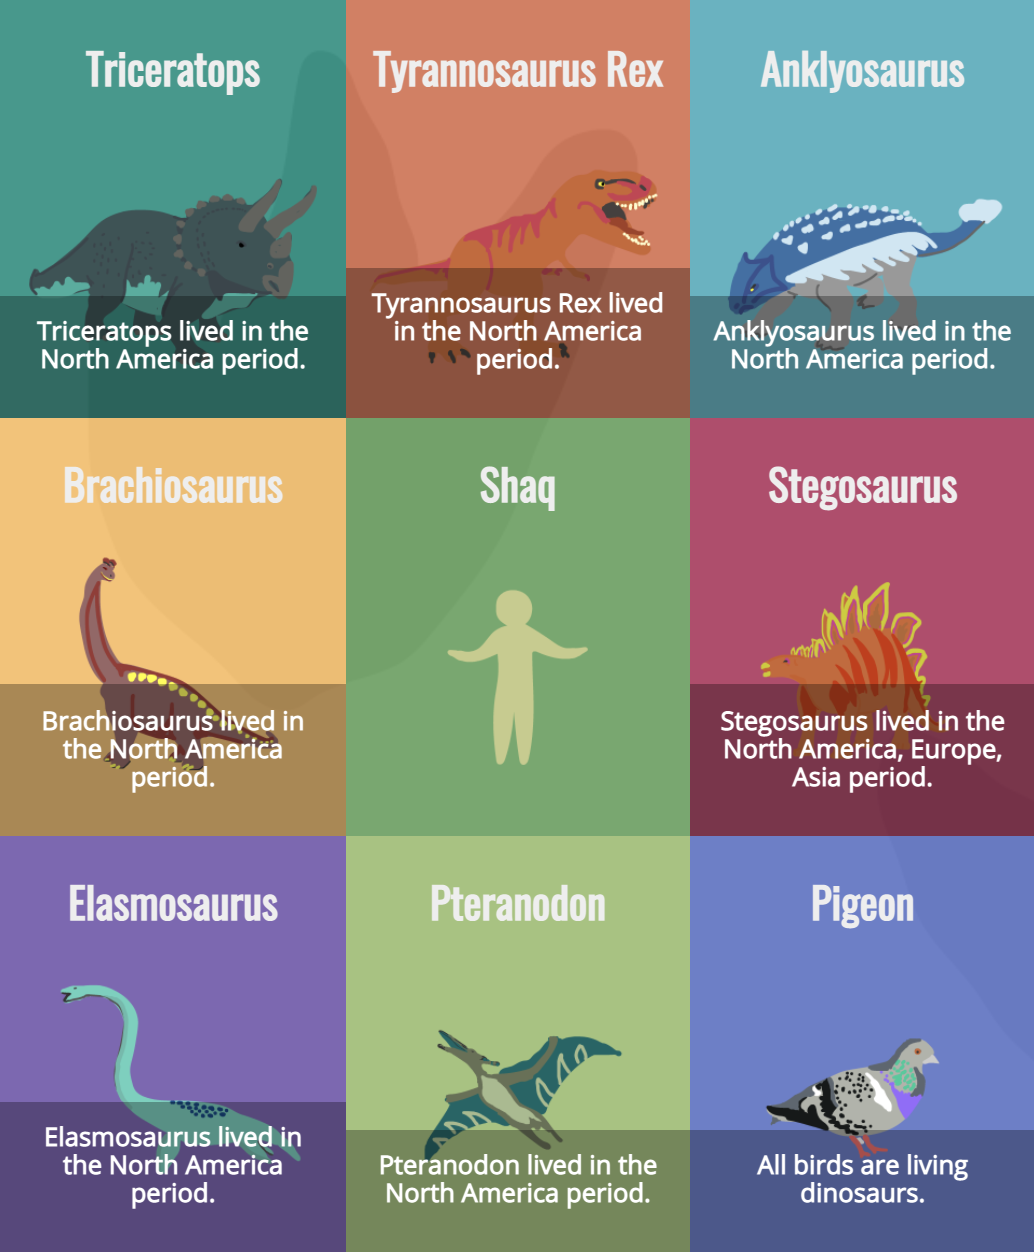 Triceratops
Triceratops lived in the
North America period.
Tyrannosaurus Rex
Tyrannosaurus Rex lived
in the North America
period.
Anklyosaurus
Anklyosaurus lived in the
North America period.
Brachiosaurus
Brachiosaurus lived in
the North America
period.
Shaq
Stegosaurus
Stegosaurus lived in the
North America, Europe,
Asia period.
Elasmosaurus
Elasmosaurus lived in
the North America
period.
Pteranodon
Pteranodon lived in the
North America period.
Pigeon
All birds are living
dinosaurs.